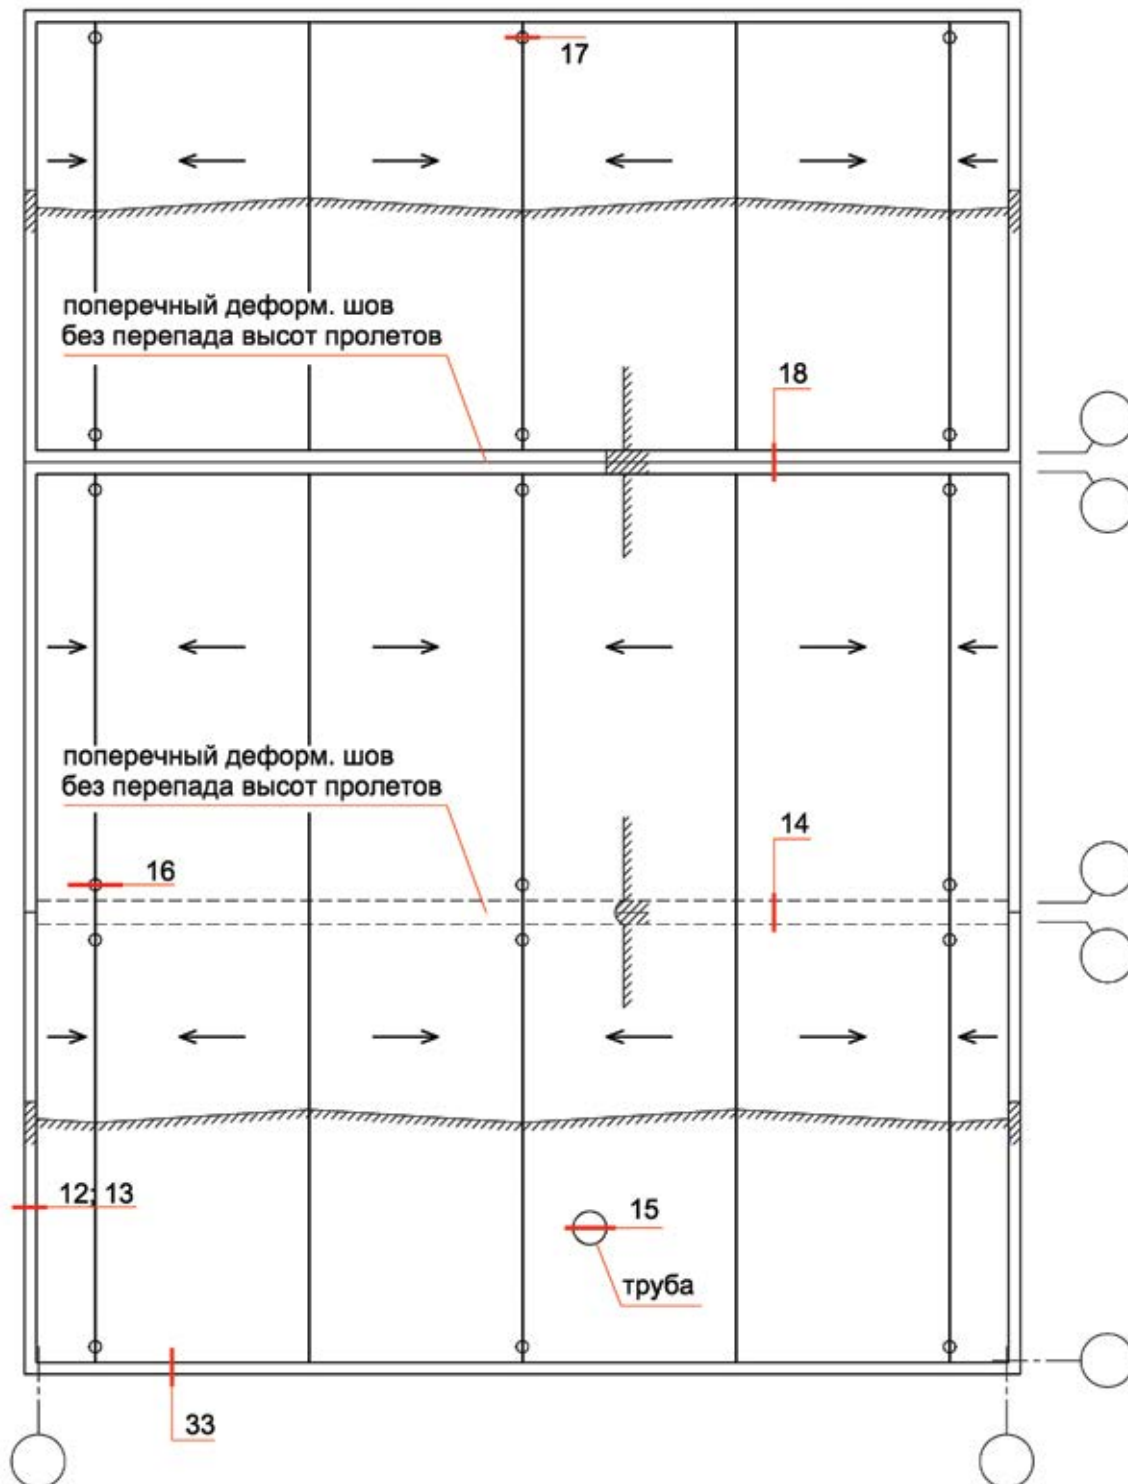 17
поперечный деформ. шов
без перепада высот пролетов
18
поперечный деформ. шов
без перепада высот пролетов
14
16
12; 13
15
труба
33